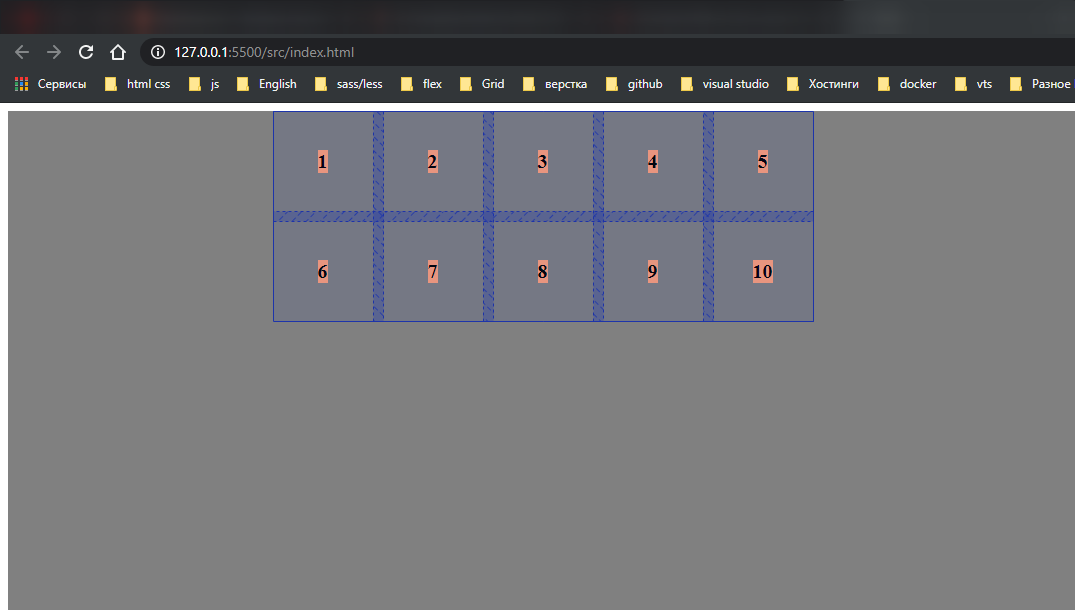 127.0.0.1:5500/src/index.html
Сервисы html css js English sass/less flex Grid верстка github visual studio Хостинги docker vts Разное
1 2 3 4 5
6 7 8 9 10